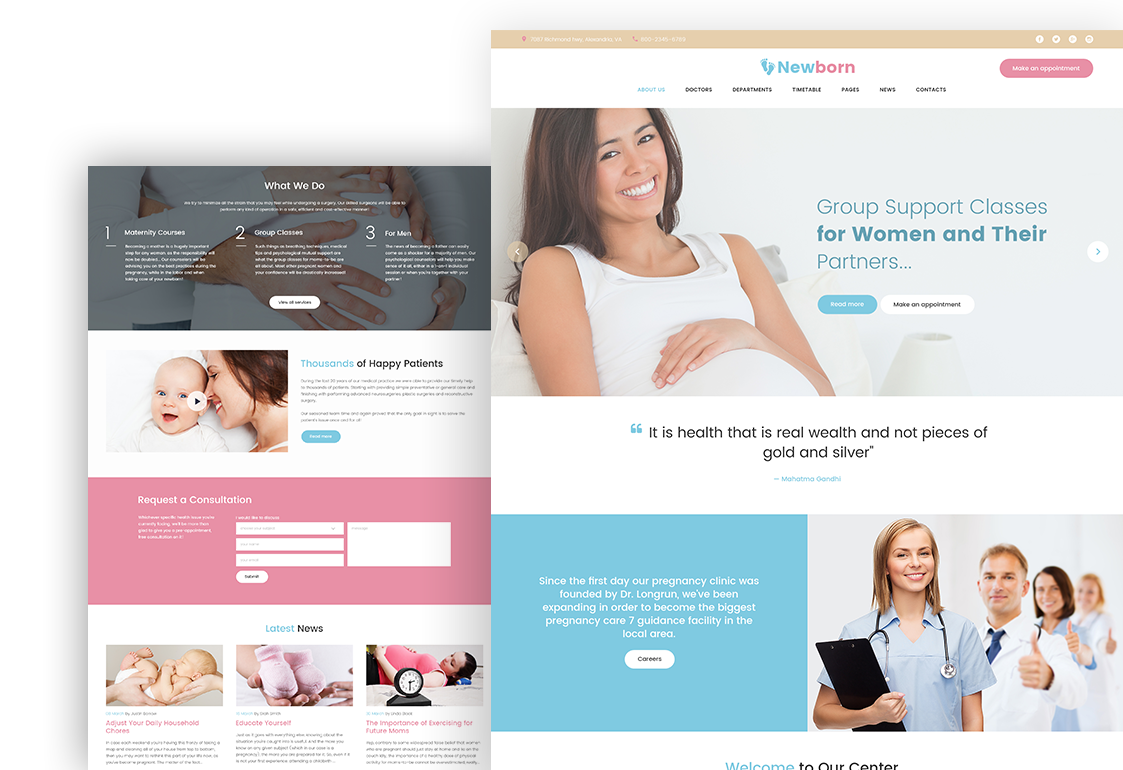 7087 Richmond hwy, Alexandria, VA
800-2345-6789
Newborn
Make an appointment
ABOUT US
DOCTORS
DEPARTMENTS
TIMETABLE
PAGES
NEWS
CONTACTS
Group Support Classes
for Women and Their
Partners...
Read more
Make an appointment
“ It is health that is real wealth and not pieces of
gold and silver"
— Mahatma Gandhi
Since the first day our pregnancy clinic was
founded by Dr. Longrun, we've been
expanding in order to become the biggest
pregnancy care 7 guidance facility in the
local area.
Careers
Welcome to Our Center
What We Do
We try to minimize all the strain that you may feel while undergoing a surgery. Our skilled surgeons will be able to
perform any kind of operation in a safe, efficient and cost-effective manner!
1
Maternity Courses
Becoming a mother is a hugely important
step for any woman, so the responsibility will
now be doubled... Our counselors will be
advising you on the best practices during the
pregnancy, while in the labor and when
taking care of your newborn!
2
Group Classes
Such things as breathing techniques, medical
tips and psychological mutual support are
what the group classes for moms-to-be are
all about. Meet other pregnant women and
your confidence will be drastically increased!
3
For Men
The news of becoming a father can easily
come as a shocker for a majority of men. Our
psychological counselors will help you make
sense of it all, either in a 1-on-1 individual
session or when you're together with your
partner!
View all services
Thousands of Happy Patients
During the last 20 years of our medical practice we were able to provide our timely help
to thousands of patients. Starting with providing simple preventative or general care and
finishing with performing advanced neurosurgeries, plastic surgeries and reconstructive
surgery.
Our seasoned team time and again proved that the only goal in sight is to solve the
patient's issue once and for all!
Read more
Request a Consultation
Whichever specific health issue you're
currently facing, we'll be more than
glad to give you a pre-appointment,
free consultation on it!
I would like to discuss:
Choose your subject
Your name
Your email
Message
Submit
Latest News
by Justin Barrow
Adjust Your Daily Household
Chores
In case each weekend you're having the frenzy of taking a
mop and cleaning all of your house from top to bottom,
then you may want to rethink this part of your life now, as
you've become pregnant. The matter of the fact...
Educate Yourself
Just as it goes with everything else, knowing about the
situation you're caught into is useful. And the more you
know on any given subject (which in our case is a
pregnancy), the more you are prepared for it. So, even if it
is not your first experience attending a childbirth...
The Importance of Exercising for
Future Moms
Yep, contrary to some widespread false belief that women
who are pregnant should just stay at home and lie on the
couch silly, the importance of a healthy dose of physical
activity for moms-to-be cannot be overestimated, really...